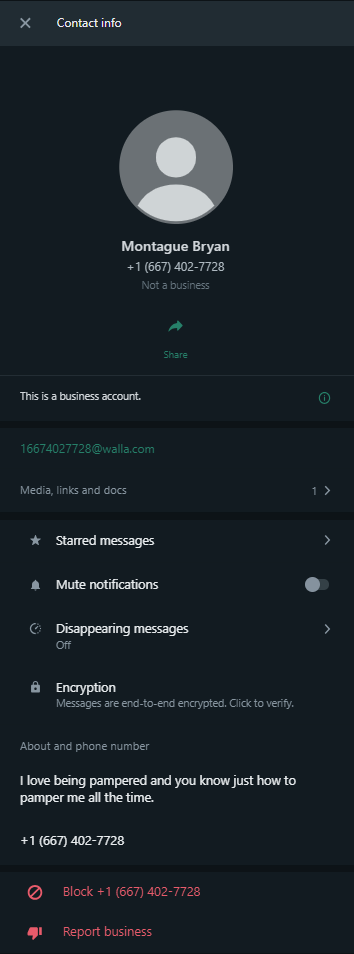 Contact info
Montague Bryan
+1 (667) 402-7728
Not a business
Share
This is a business account.
16674027728@walla.com
Media, links and docs 1
Starred messages
Mute notifications
Disappearing messages
Off
Encryption
Messages are end-to-end encrypted. Click to verify.
About and phone number
I love being pampered and you know just how to
pamper me all the time.
+1 (667) 402-7728
Block +1 (667) 402-7728
Report business